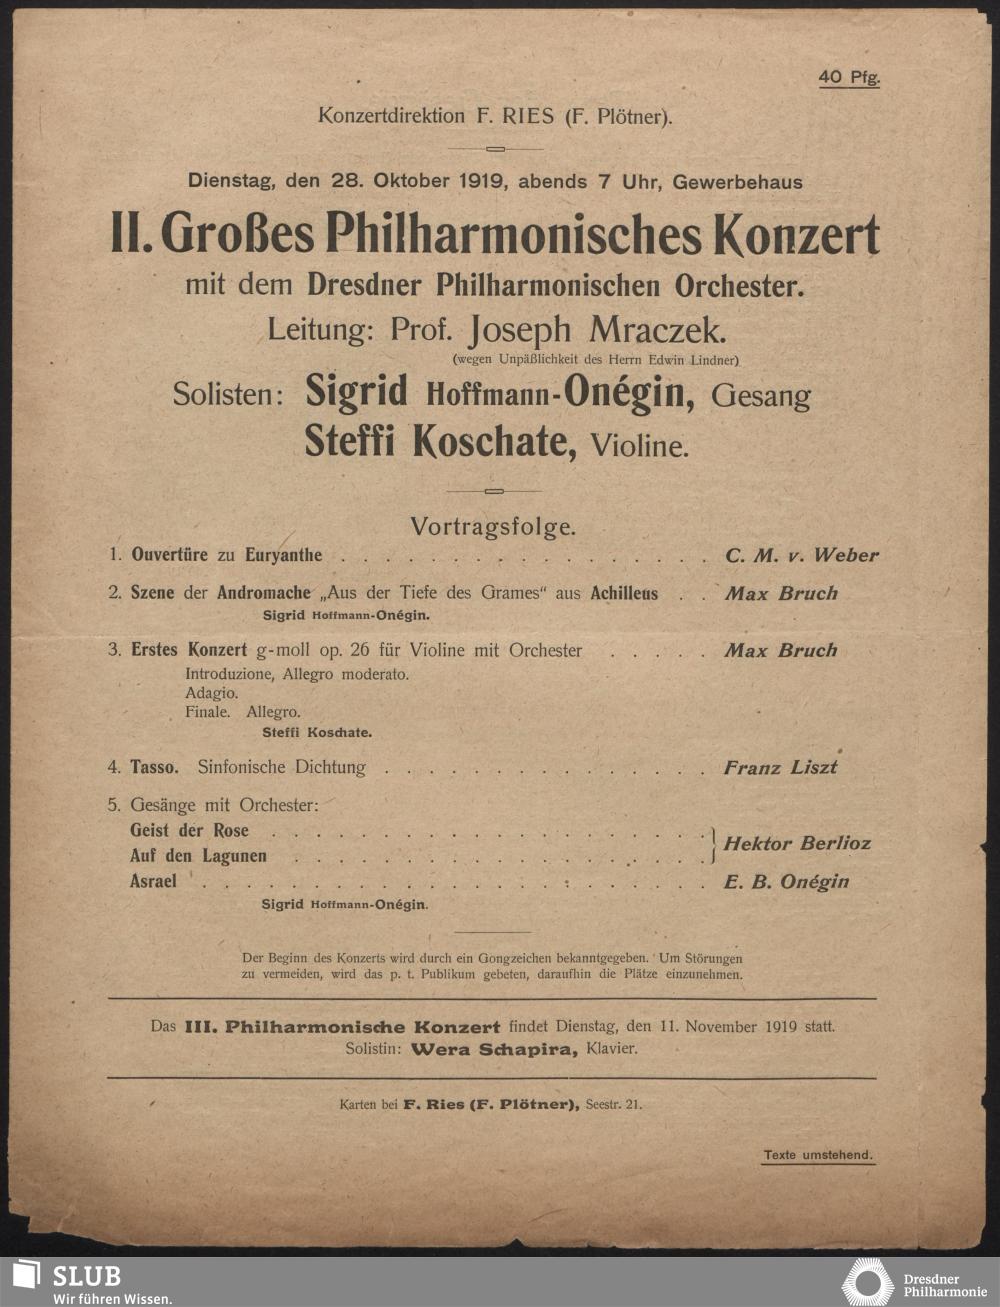 40 Pfg.
Konzertdirektion F. RIES (F. Plötner).
Dienstag, den 28. Oktober 1919, abends 7 Uhr, Gewerbehaus
II. Großes Philharmonisches Konzert
mit dem Dresdner Philharmonischen Orchester.
Leitung: Prof. Joseph Mraczek.
(wegen Unpäßlichkeit des Herrn Edwin Lindner)
Solisten: Sigrid Hoffmann-Onégin, Gesang
Steffi Koschate, Violine.
Vortragsfolge.
1. Ouvertüre zu Euryanthe . . . . . . . . . . . . . . . . . C. M. v. Weber
2. Szene der Andromache „Aus der Tiefe des Grames“ aus Achilleus . . Max Bruch
Sigrid Hoffmann-Onégin.
3. Erstes Konzert g-moll op. 26 für Violine mit Orchester . . . . . Max Bruch
Introduzione, Allegro moderato.
Adagio.
Finale. Allegro.
Steffi Koschate.
4. Tasso. Sinfonische Dichtung . . . . . . . . . . . . . . . Franz Liszt
5. Gesänge mit Orchester:
Geist der Rose . . . . . . . . . . . . . . . . . . . .
Auf den Lagunen . . . . . . . . . . . . . . . . . . . } Hektor Berlioz
Asrael . . . . . . . . . . . . . . . . . . . . . . . E. B. Onégin
Sigrid Hoffmann-Onégin.
Der Beginn des Konzerts wird durch ein Gongzeichen bekanntgegeben. Um Störungen
zu vermeiden, wird das p. t. Publikum gebeten, daraufhin die Plätze einzunehmen.
Das III. Philharmonische Konzert findet Dienstag, den 11. November 1919 statt.
Solistin: Wera Schapira, Klavier.
Karten bei F. Ries (F. Plötner), Seestr. 21.
Texte umstehend.
SLUB
Wir führen Wissen.
Dresdner
Philharmonie